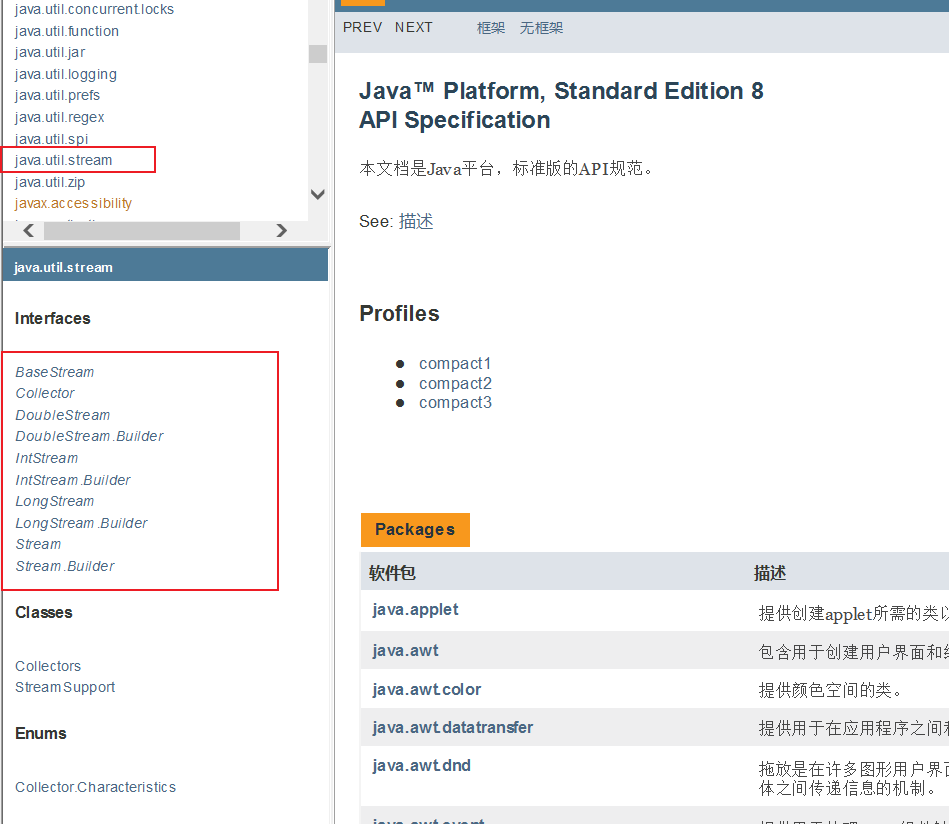 java.util.concurrent.locks
java.util.function
java.util.jar
java.util.logging
java.util.prefs
java.util.regex
java.util.spi
java.util.stream
java.util.zip
javax.accessibility
java.util.stream
Interfaces
BaseStream
Collector
DoubleStream
DoubleStream.Builder
IntStream
IntStream.Builder
LongStream
LongStream.Builder
Stream
Stream.Builder
Classes
Collectors
StreamSupport
Enums
Collector.Characteristics
PREV NEXT 框架 无框架
Java™ Platform, Standard Edition 8
API Specification
本文档是Java平台，标准版的API规范。
See: 描述
Profiles
compact1
compact2
compact3
Packages
软件包 描述
java.applet 提供创建applet所需的类以
java.awt 包含用于创建用户界面和
java.awt.color 提供颜色空间的类。
java.awt.datatransfer 提供用于在应用程序之间和
java.awt.dnd 拖放是在许多图形用户界面
体之间传递信息的机制。